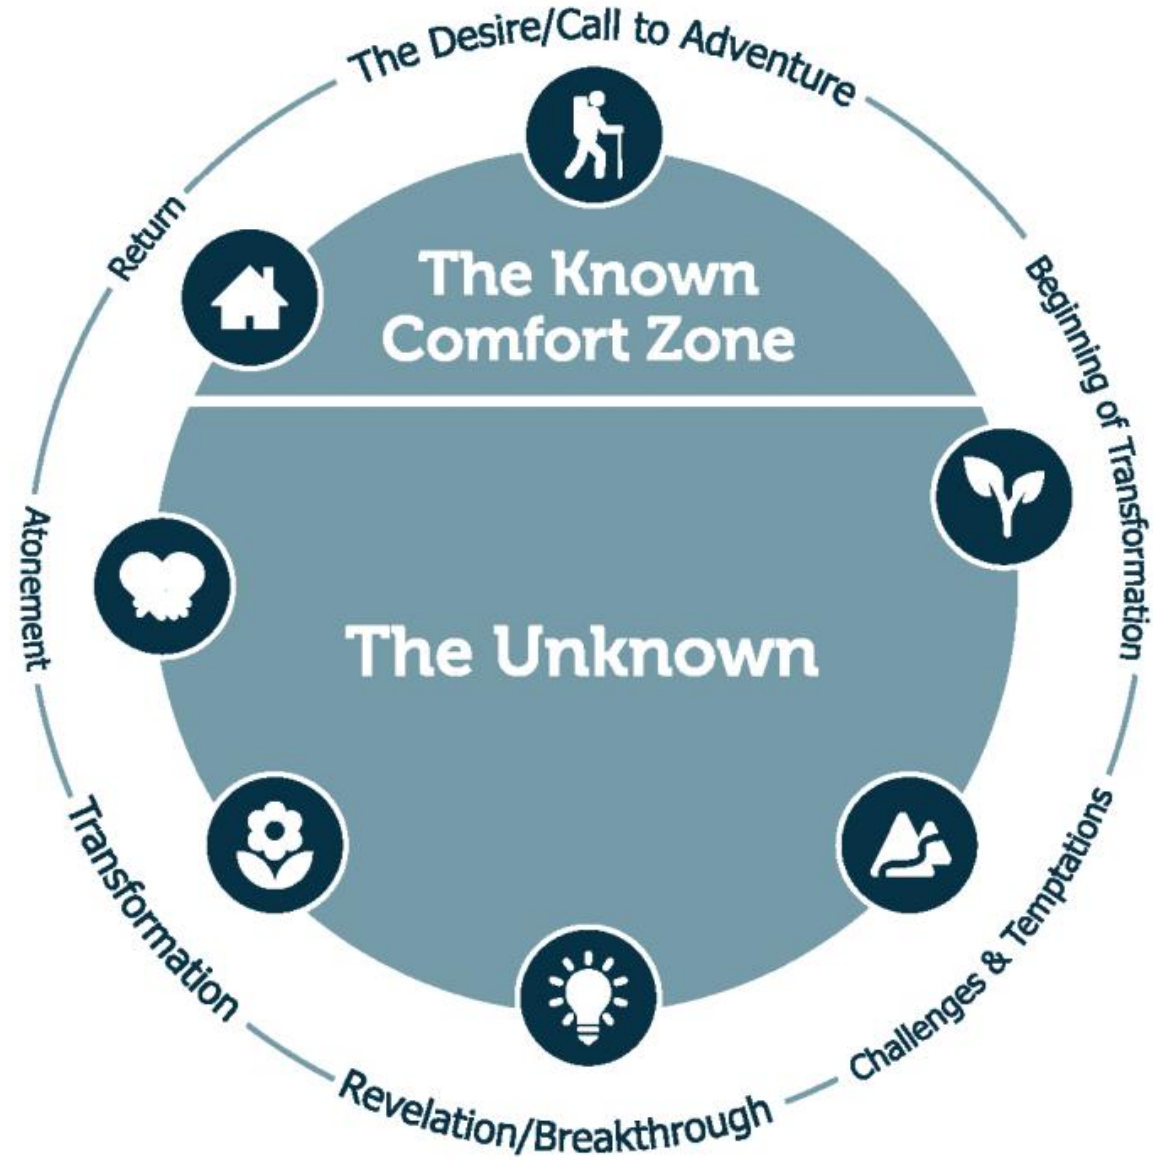 The Desire/Call to Adventure
Beginning of Transformation
Challenges & Temptations
Revelation/Breakthrough
Transformation
Atonement
Return
The Known
Comfort Zone
The Unknown